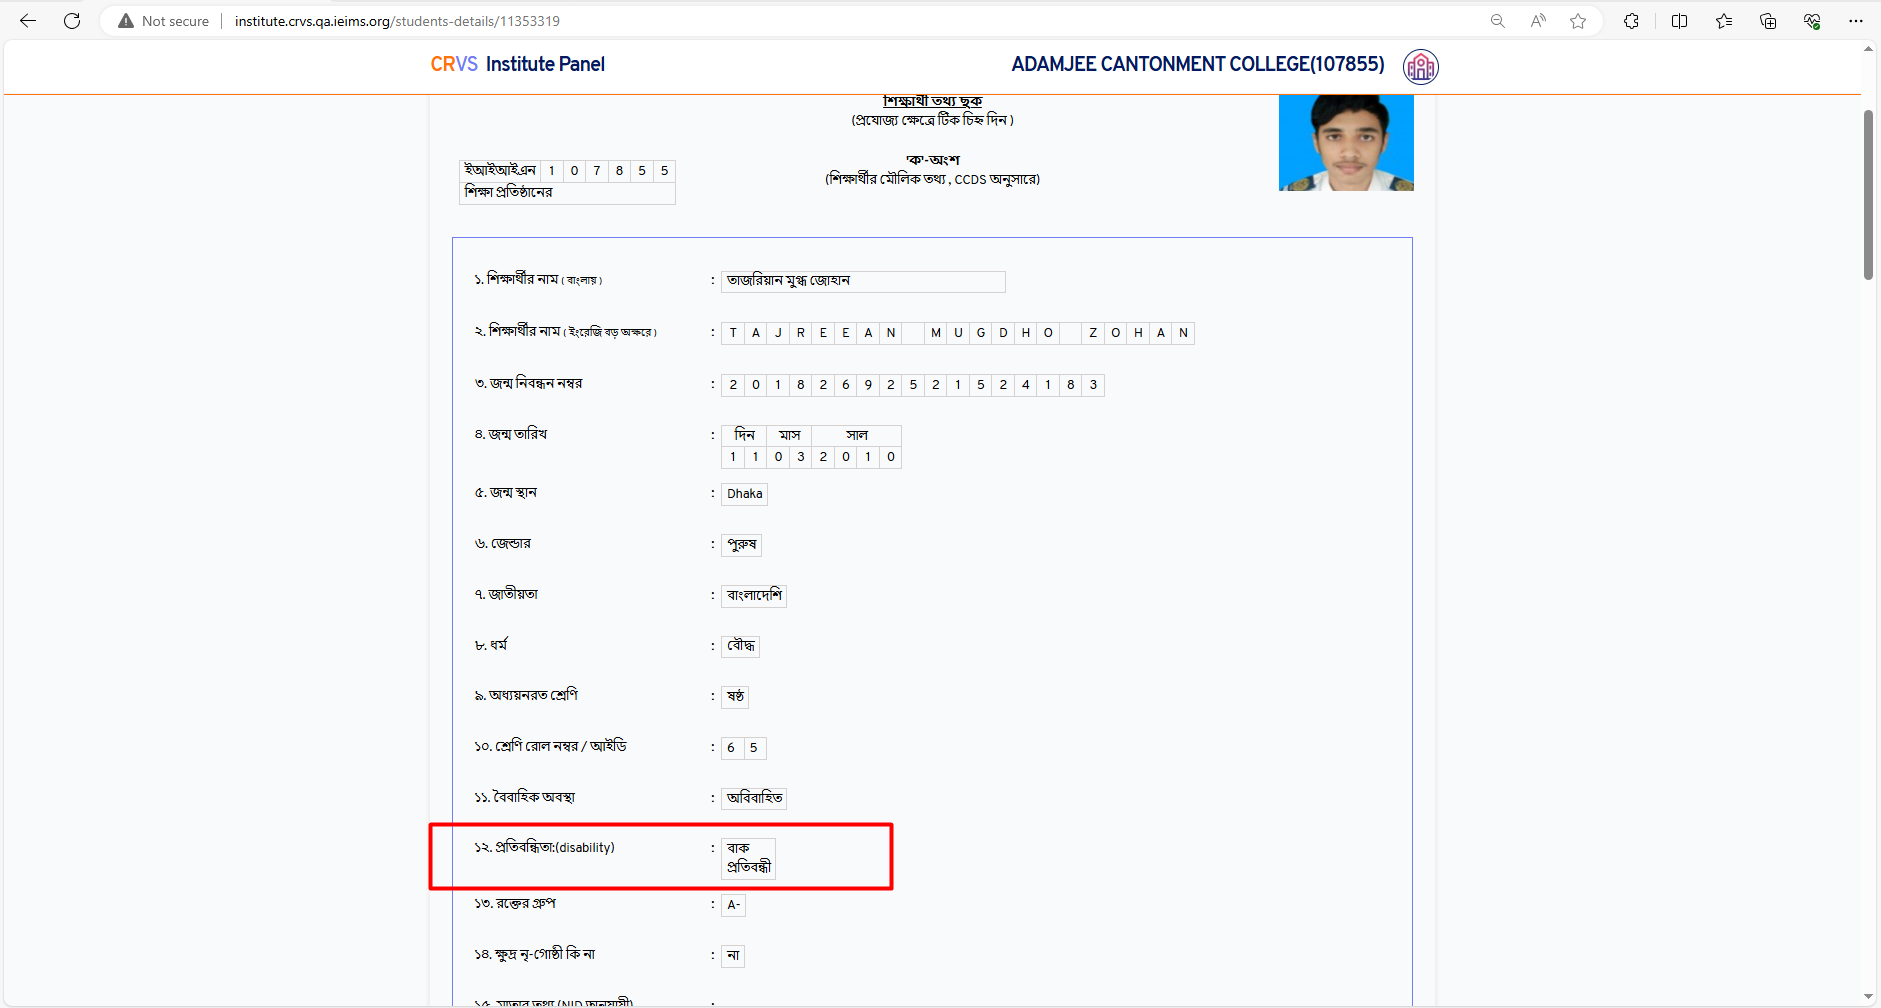 Not secure institute.crvs.qa.ieims.org/students-details/11353319
CRVS Institute Panel
ADAMJEE CANTONMENT COLLEGE(107855)
শিক্ষার্থী তথ্য ছক
(প্রযোজ্য ক্ষেত্রে টিক চিহ্ন দিন )
'ক'-অংশ
(শিক্ষার্থীর মৌলিক তথ্য , CCDS অনুসারে)
ইআইআইএন 1 0 7 8 5 5
শিক্ষা প্রতিষ্ঠানের
১. শিক্ষার্থীর নাম ( বাংলায় ) : তাজরিয়ান মুগ্ধ জোহান
২. শিক্ষার্থীর নাম ( ইংরেজি বড় অক্ষরে ) : T A J R E E A N M U G D H O Z O H A N
৩. জন্ম নিবন্ধন নম্বর : 2 0 1 8 2 6 9 2 5 2 1 5 2 4 1 8 3
৪. জন্ম তারিখ : দিন মাস সাল
1 1 0 3 2 0 1 0
৫. জন্ম স্থান : Dhaka
৬. জেন্ডার : পুরুষ
৭. জাতীয়তা : বাংলাদেশি
৮. ধর্ম : বৌদ্ধ
৯. অধ্যয়নরত শ্রেণি : ষষ্ঠ
১০. শ্রেণি রোল নম্বর / আইডি : 6 5
১১. বৈবাহিক অবস্থা : অবিবাহিত
১২. প্রতিবন্ধিতা:(disability) : বাক
প্রতিবন্ধী
১৩. রক্তের গ্রুপ : A-
১৪. ক্ষুদ্র নৃ-গোষ্ঠী কি না : না
১৫. মাতার তথ্য (NID অনুযায়ী) :